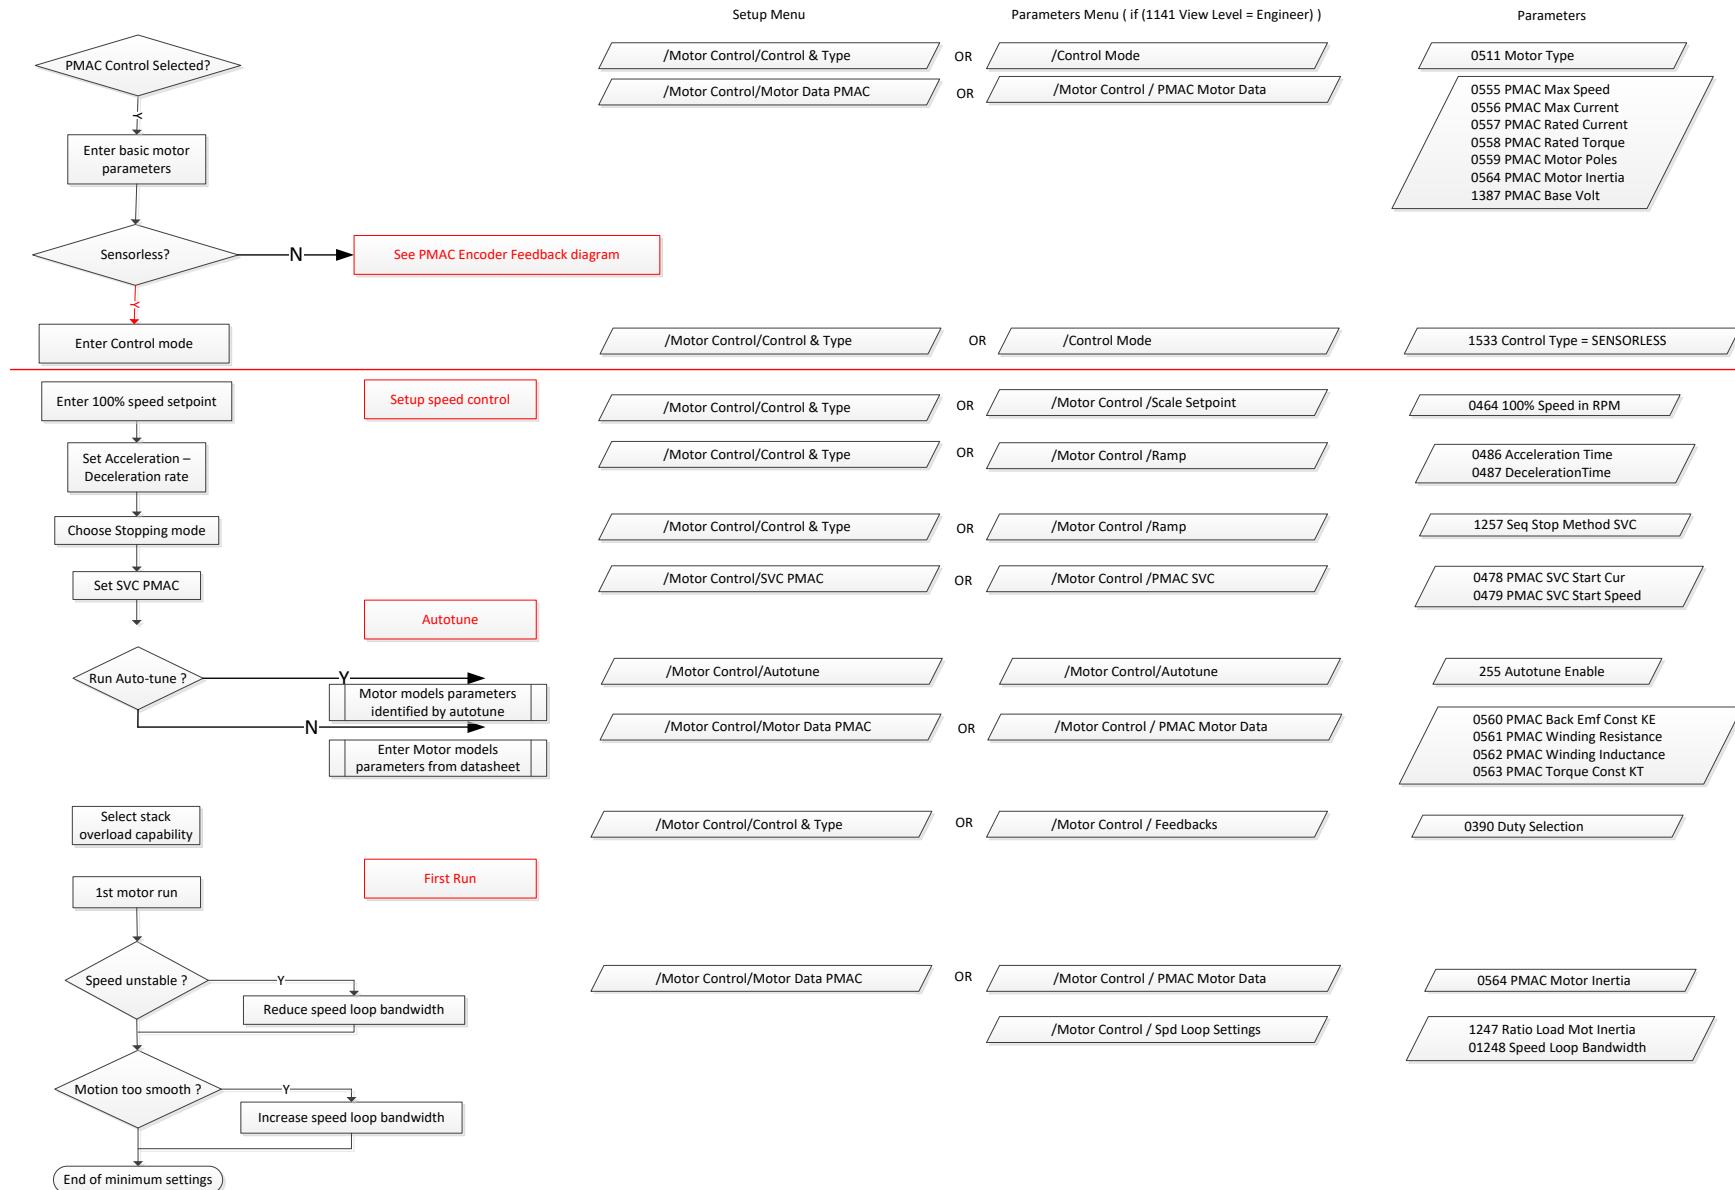 Setup Menu
Parameters Menu ( if (1141 View Level = Engineer) )
Parameters
PMAC Control Selected?
/Motor Control/Control & Type
OR
/Control Mode
0511 Motor Type
/Motor Control/Motor Data PMAC
OR
/Motor Control / PMAC Motor Data
0555 PMAC Max Speed
0556 PMAC Max Current
0557 PMAC Rated Current
0558 PMAC Rated Torque
0559 PMAC Motor Poles
0564 PMAC Motor Inertia
1387 PMAC Base Volt
Y
Enter basic motor
parameters
Sensorless?
N
See PMAC Encoder Feedback diagram
Y
Enter Control mode
/Motor Control/Control & Type
OR
/Control Mode
1533 Control Type = SENSORLESS
Enter 100% speed setpoint
Setup speed control
/Motor Control/Control & Type
OR
/Motor Control /Scale Setpoint
0464 100% Speed in RPM
Set Acceleration –
Deceleration rate
/Motor Control/Control & Type
OR
/Motor Control /Ramp
0486 Acceleration Time
0487 DecelerationTime
Choose Stopping mode
/Motor Control/Control & Type
OR
/Motor Control /Ramp
1257 Seq Stop Method SVC
Set SVC PMAC
/Motor Control/SVC PMAC
OR
/Motor Control /PMAC SVC
0478 PMAC SVC Start Cur
0479 PMAC SVC Start Speed
Autotune
Run Auto-tune ?
Y
Motor models parameters
identified by autotune
/Motor Control/Autotune
/Motor Control/Autotune
255 Autotune Enable
N
Enter Motor models
parameters from datasheet
/Motor Control/Motor Data PMAC
OR
/Motor Control / PMAC Motor Data
0560 PMAC Back Emf Const KE
0561 PMAC Winding Resistance
0562 PMAC Winding Inductance
0563 PMAC Torque Const KT
Select stack
overload capability
/Motor Control/Control & Type
OR
/Motor Control / Feedbacks
0390 Duty Selection
First Run
1st motor run
Speed unstable ?
Y
Reduce speed loop bandwidth
/Motor Control/Motor Data PMAC
OR
/Motor Control / PMAC Motor Data
0564 PMAC Motor Inertia
/Motor Control / Spd Loop Settings
1247 Ratio Load Mot Inertia
01248 Speed Loop Bandwidth
Motion too smooth ?
Y
Increase speed loop bandwidth
End of minimum settings